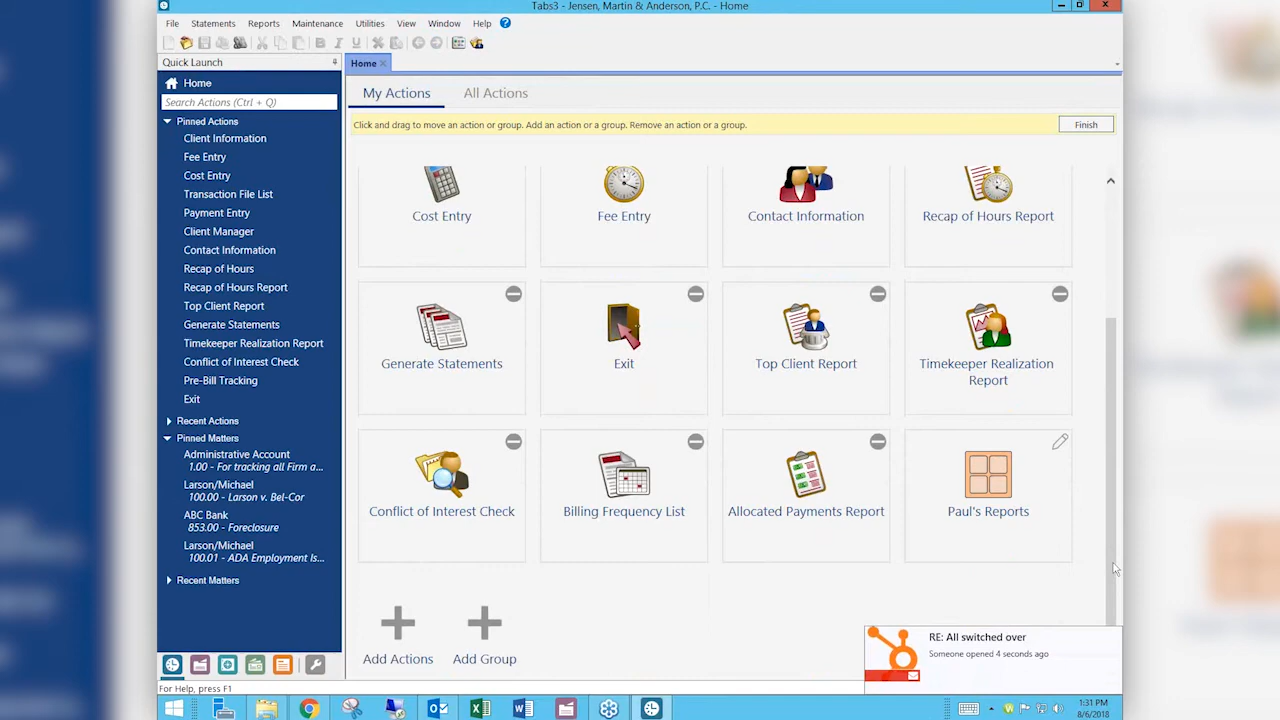 Tabs3 - Jensen, Martin & Anderson, P.C. - Home
File Statements Reports Maintenance Utilities View Window Help
Quick Launch
Home
Home
Search Actions (Ctrl + Q)
My Actions
All Actions
Click and drag to move an action or group. Add an action or a group. Remove an action or a group.
Finish
Pinned Actions
Client Information
Fee Entry
Cost Entry
Transaction File List
Payment Entry
Client Manager
Contact Information
Recap of Hours
Recap of Hours Report
Top Client Report
Generate Statements
Timekeeper Realization Report
Conflict of Interest Check
Pre-Bill Tracking
Exit
Recent Actions
Pinned Matters
Administrative Account
1.00 - For tracking all Firm a...
Larson/Michael
100.00 - Larson v. Bel-Cor
ABC Bank
853.00 - Foreclosure
Larson/Michael
100.01 - ADA Employment Is...
Recent Matters
Cost Entry
Fee Entry
Contact Information
Recap of Hours Report
Generate Statements
Exit
Top Client Report
Timekeeper Realization
Report
Conflict of Interest Check
Billing Frequency List
Allocated Payments Report
Paul's Reports
Add Actions
Add Group
RE: All switched over
Someone opened 4 seconds ago
For Help, press F1
1:31 PM
8/6/2018